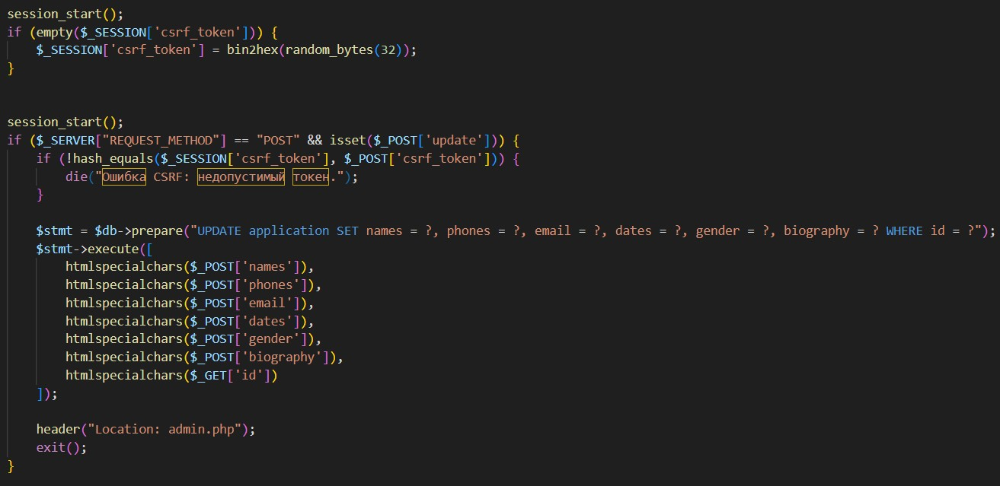 session_start();
if (empty($_SESSION['csrf_token'])) {
    $_SESSION['csrf_token'] = bin2hex(random_bytes(32));
}
session_start();
if ($_SERVER["REQUEST_METHOD"] == "POST" && isset($_POST['update'])) {
    if (!hash_equals($_SESSION['csrf_token'], $_POST['csrf_token'])) {
        die("Ошибка CSRF: недопустимый токен.");
    }
    $stmt = $db->prepare("UPDATE application SET names = ?, phones = ?, email = ?, dates = ?, gender = ?, biography = ? WHERE id = ?");
    $stmt->execute([
        htmlspecialchars($_POST['names']),
        htmlspecialchars($_POST['phones']),
        htmlspecialchars($_POST['email']),
        htmlspecialchars($_POST['dates']),
        htmlspecialchars($_POST['gender']),
        htmlspecialchars($_POST['biography']),
        htmlspecialchars($_GET['id'])
    ]);
    header("Location: admin.php");
    exit();
}